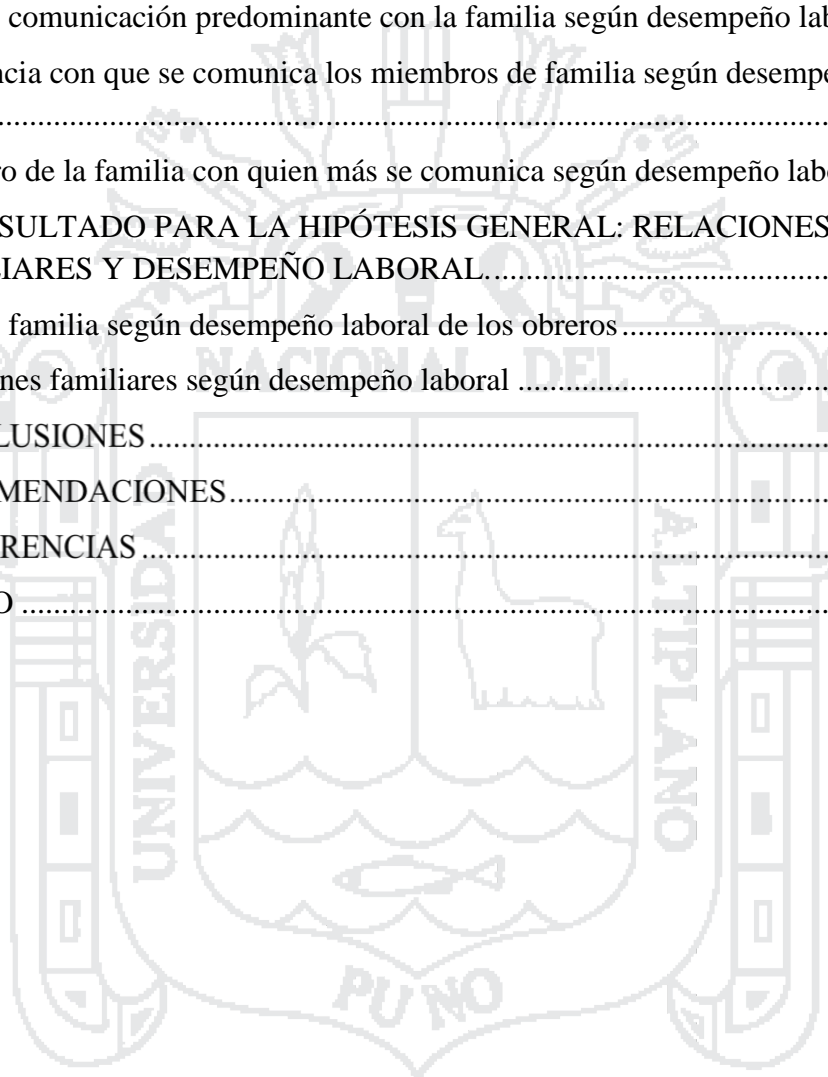 comunicación predominante con la familia según desempeño lab
ncia con que se comunica los miembros de familia según desempe
..........................................................................................................
ro de la familia con quien más se comunica según desempeño labo
SULTADO PARA LA HIPÓTESIS GENERAL: RELACIONES
LIARES Y DESEMPEÑO LABORAL...........................................
familia según desempeño laboral de los obreros..........................
nes familiares según desempeño laboral .......................................
LUSIONES.....................................................................................
MENDACIONES...........................................................................
RENCIAS......................................................................................
O .....................................................................................................
NACIONAL DEL
UNIVERSIDAD
ALTIPLANO
PUNO